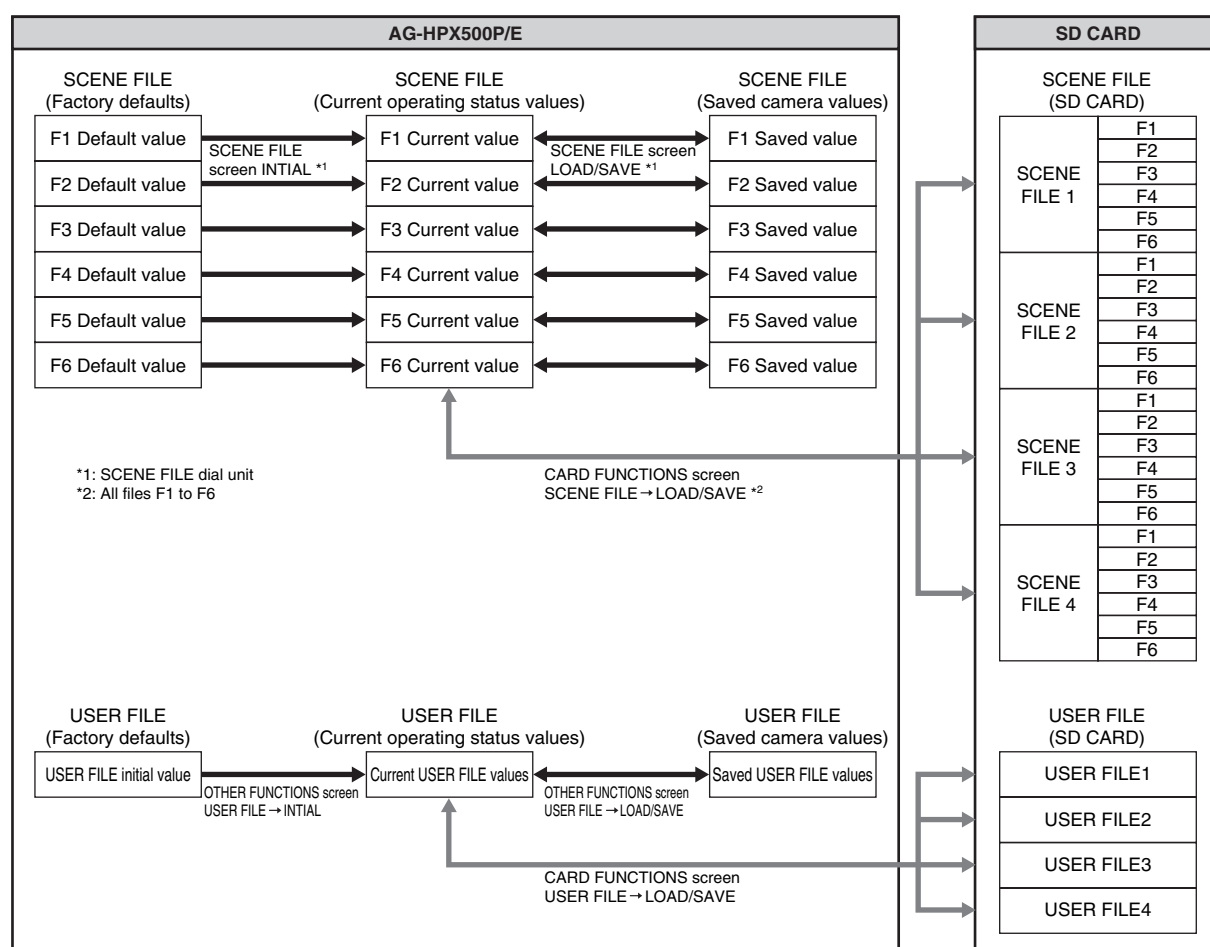 AG-HPX500P/E
SD CARD
SCENE FILE
(Factory defaults)
SCENE FILE
(Current operating status values)
SCENE FILE
(Saved camera values)
F1 Default value
F2 Default value
F3 Default value
F4 Default value
F5 Default value
F6 Default value
SCENE FILE
screen INTIAL *1
F1 Current value
F2 Current value
F3 Current value
F4 Current value
F5 Current value
F6 Current value
SCENE FILE screen
LOAD/SAVE *1
F1 Saved value
F2 Saved value
F3 Saved value
F4 Saved value
F5 Saved value
F6 Saved value
*1: SCENE FILE dial unit
*2: All files F1 to F6
CARD FUNCTIONS screen
SCENE FILE→LOAD/SAVE *2
SCENE FILE
(SD CARD)
SCENE
FILE 1
F1
F2
F3
F4
F5
F6
SCENE
FILE 2
F1
F2
F3
F4
F5
F6
SCENE
FILE 3
F1
F2
F3
F4
F5
F6
SCENE
FILE 4
F1
F2
F3
F4
F5
F6
USER FILE
(Factory defaults)
USER FILE
(Current operating status values)
USER FILE
(Saved camera values)
USER FILE initial value
OTHER FUNCTIONS screen
USER FILE→INTIAL
Current USER FILE values
OTHER FUNCTIONS screen
USER FILE→LOAD/SAVE
Saved USER FILE values
CARD FUNCTIONS screen
USER FILE→LOAD/SAVE
USER FILE
(SD CARD)
USER FILE1
USER FILE2
USER FILE3
USER FILE4